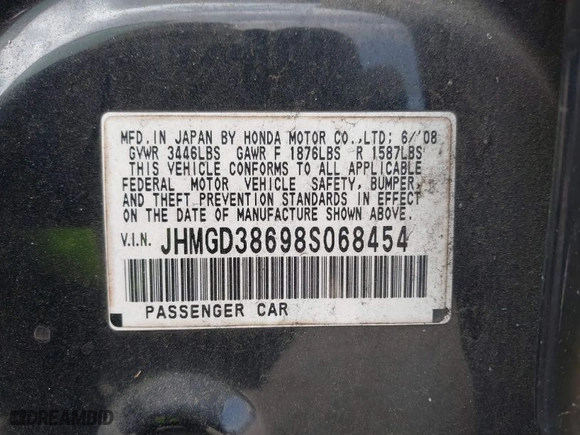 MFD. IN JAPAN BY HONDA MOTOR CO.,LTD; 6/'08
GVWR 3446LBS GAWR F 1876LBS R 1587LBS
THIS VEHICLE CONFORMS TO ALL APPLICABLE
FEDERAL MOTOR VEHICLE SAFETY, BUMPER,
AND THEFT PREVENTION STANDARDS IN EFFECT
ON THE DATE OF MANUFACTURE SHOWN ABOVE.
V.I.N. JHMGD38698S068454
PASSENGER CAR
DREAMBID